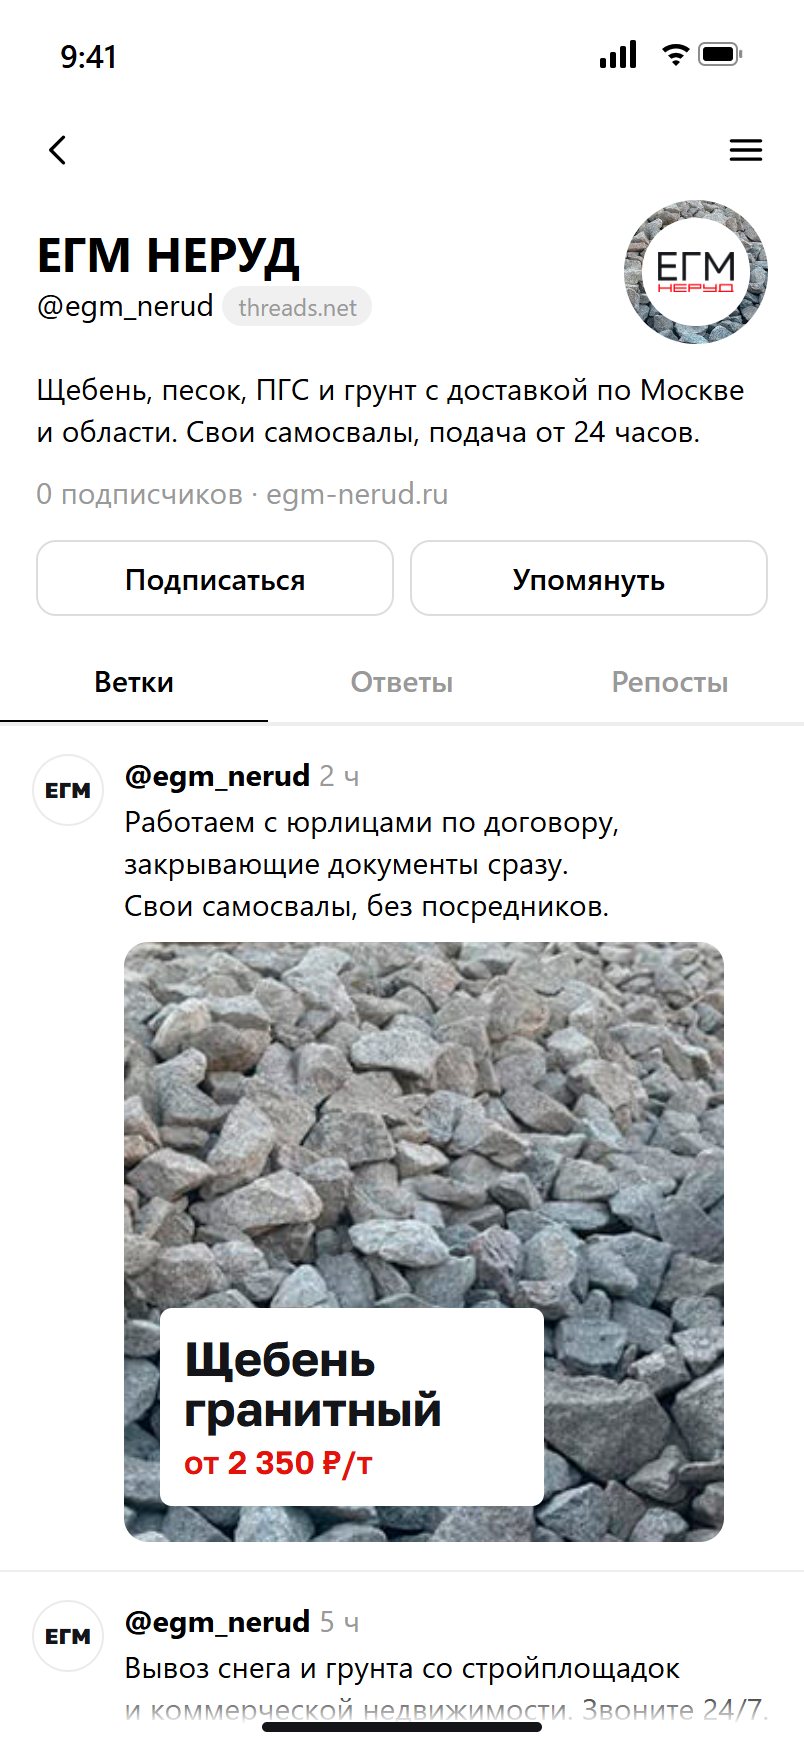 9:41
ЕГМ НЕРУД
@egm_nerud threads.net
ЕГМ
НЕРУД
Щебень, песок, ПГС и грунт с доставкой по Москве
и области. Свои самосвалы, подача от 24 часов.
0 подписчиков · egm-nerud.ru
Подписаться
Упомянуть
Ветки
Ответы
Репосты
ЕГМ
@egm_nerud 2 ч
Работаем с юрлицами по договору,
закрывающие документы сразу.
Свои самосвалы, без посредников.
Щебень
гранитный
от 2 350 ₽/т
ЕГМ
@egm_nerud 5 ч
Вывоз снега и грунта со стройплощадок
и коммерческой недвижимости. Звоните 24/7.